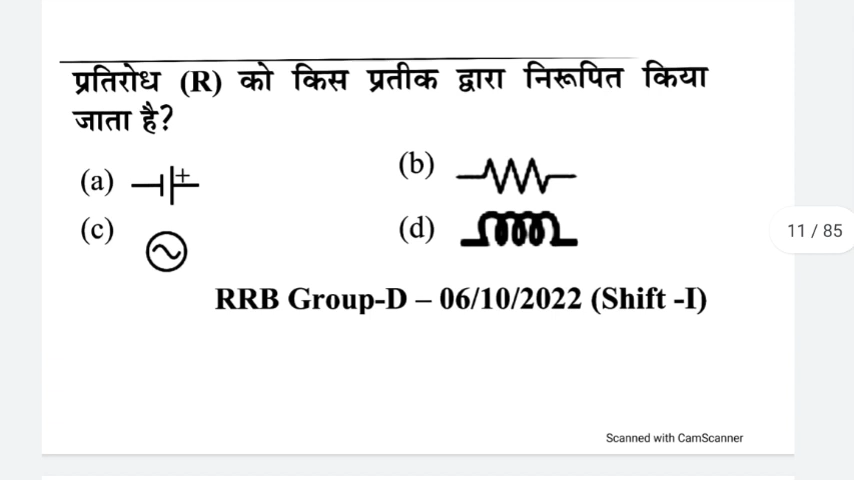 प्रतिरोध (R) को किस प्रतीक द्वारा निरूपित किया
जाता है?
(a)
(b)
(c)
(d)
RRB Group-D – 06/10/2022 (Shift -I)
11 / 85
Scanned with CamScanner